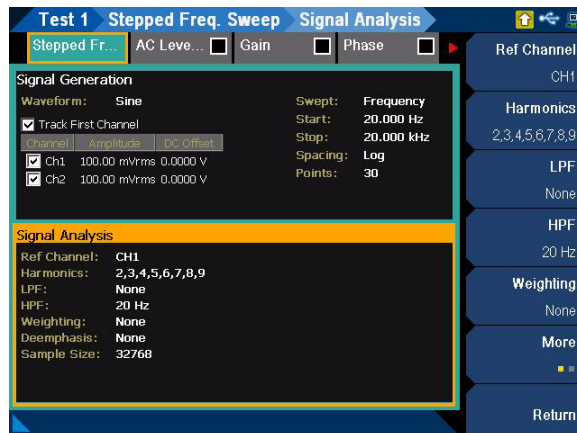 Test 1 Stepped Freq. Sweep Signal Analysis
Stepped Fr... AC Leve... Gain Phase
Signal Generation
Waveform: Sine
Track First Channel
Channel Amplitude DC Offset
Ch1 100.00 mVrms 0.0000 V
Ch2 100.00 mVrms 0.0000 V
Swept: Frequency
Start: 20.000 Hz
Stop: 20.000 kHz
Spacing: Log
Points: 30
Signal Analysis
Ref Channel: CH1
Harmonics: 2,3,4,5,6,7,8,9
LPF: None
HPF: 20 Hz
Weighting: None
Deemphasis: None
Sample Size: 32768
Ref Channel
CH1
Harmonics
2,3,4,5,6,7,8,9
LPF
None
HPF
20 Hz
Weighting
None
More
Return